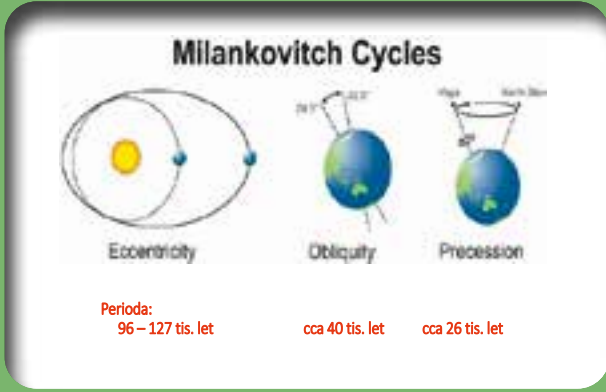 Milankovitch Cycles
Eccentricity
Obliquity
Precession
Perioda:
96 – 127 tis. let
cca 40 tis. let
cca 26 tis. let